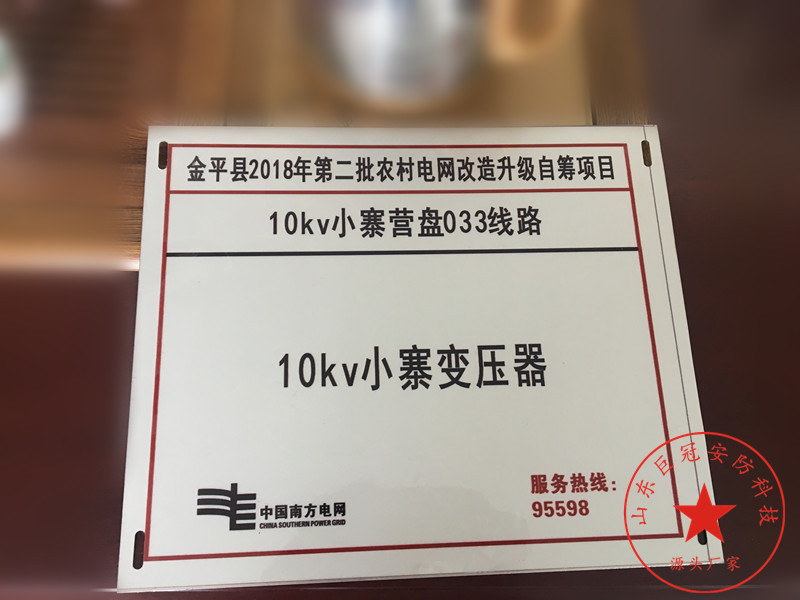 金平县2018年第二批农村电网改造升级自筹项目
10kv小寨营盘033线路
10kv小寨变压器
中国南方电网
CHINA SOUTHERN POWER GRID
服务热线：
95598
山东巨冠安防科技
源头厂家